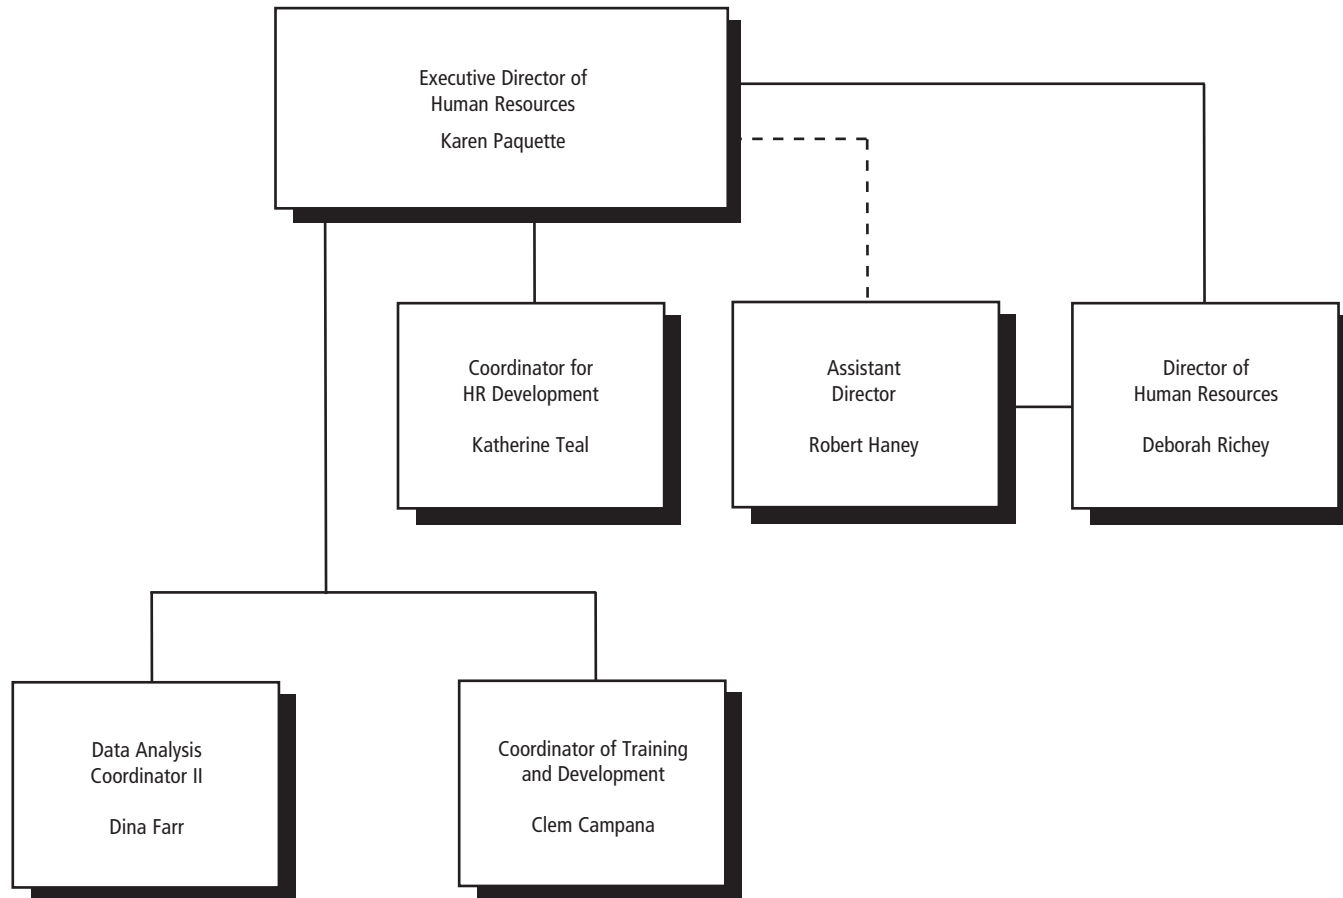 Executive Director of
Human Resources
Karen Paquette
Coordinator for
HR Development
Katherine Teal
Assistant
Director
Robert Haney
Director of
Human Resources
Deborah Richey
Data Analysis
Coordinator II
Dina Farr
Coordinator of Training
and Development
Clem Campana